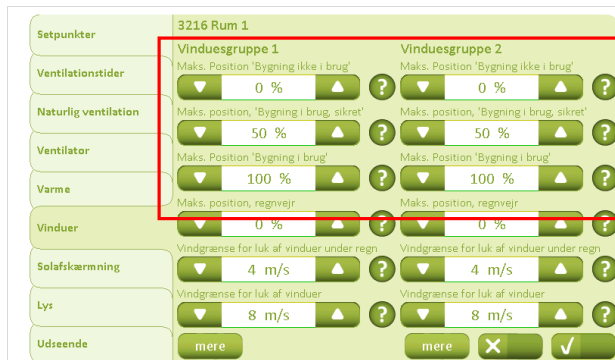 Setpunkter
Ventilationstider
Naturlig ventilation
Ventilator
Varme
Vinduer
Solafskærmning
Lys
Udseende
3216 Rum 1
Vinduesgruppe 1
Maks. Position 'Bygning ikke i brug'
0 %
?
Maks. position, 'Bygning i brug, sikret'
50 %
?
Maks. Position 'Bygning i brug'
100 %
?
Maks. position, regnvejr
0 %
?
Vindgrænse for luk af vinduer under regn
4 m/s
?
Vindgrænse for luk af vinduer
8 m/s
?
mere
Vinduesgruppe 2
Maks. Position 'Bygning ikke i brug'
0 %
?
Maks. position, 'Bygning i brug, sikret'
50 %
?
Maks. Position 'Bygning i brug'
100 %
?
Maks. position, regnvejr
0 %
?
Vindgrænse for luk af vinduer under regn
4 m/s
?
Vindgrænse for luk af vinduer
8 m/s
?
mere